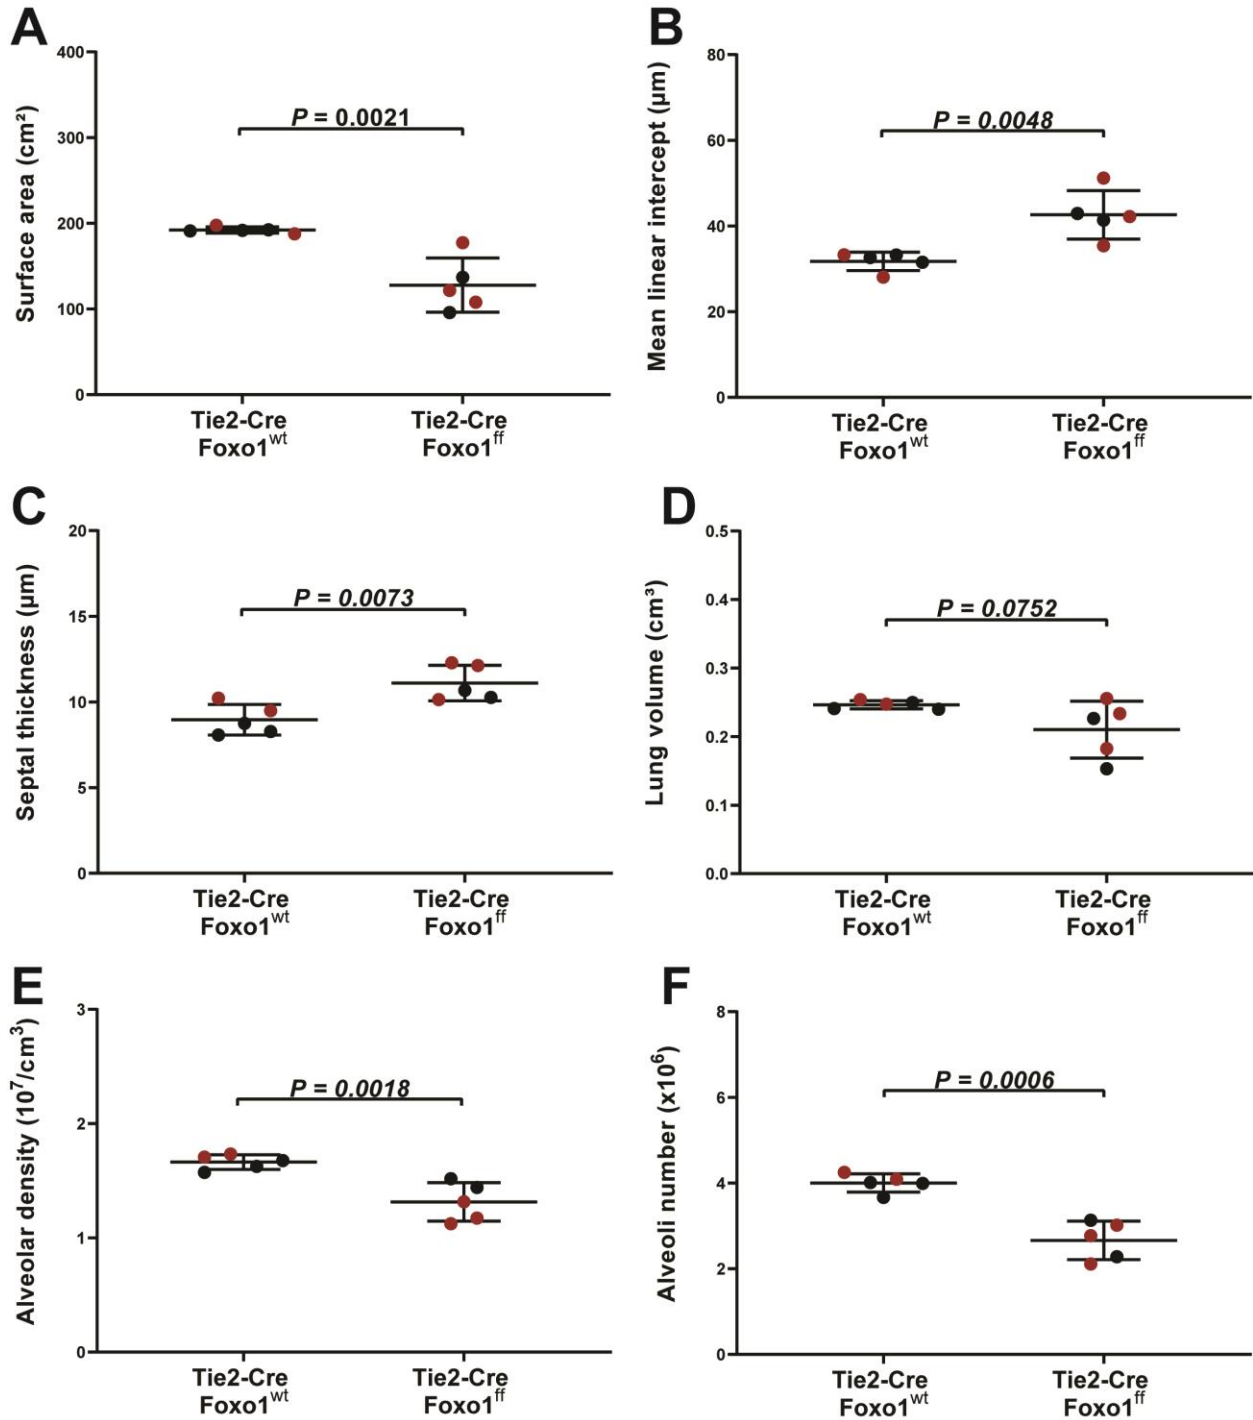 A
Surface area (cm²)
400
300
200
100
0
P = 0.0021
Tie2-Cre
Foxo1wt
Tie2-Cre
Foxo1ff
B
Mean linear intercept (µm)
80
60
40
20
0
P = 0.0048
Tie2-Cre
Foxo1wt
Tie2-Cre
Foxo1ff
C
Septal thickness (µm)
20
15
10
5
0
P = 0.0073
Tie2-Cre
Foxo1wt
Tie2-Cre
Foxo1ff
D
Lung volume (cm³)
0.5
0.4
0.3
0.2
0.1
0.0
P = 0.0752
Tie2-Cre
Foxo1wt
Tie2-Cre
Foxo1ff
E
Alveolar density (10⁷/cm³)
3
2
1
0
P = 0.0018
Tie2-Cre
Foxo1wt
Tie2-Cre
Foxo1ff
F
Alveoli number (x10⁶)
8
6
4
2
0
P = 0.0006
Tie2-Cre
Foxo1wt
Tie2-Cre
Foxo1ff